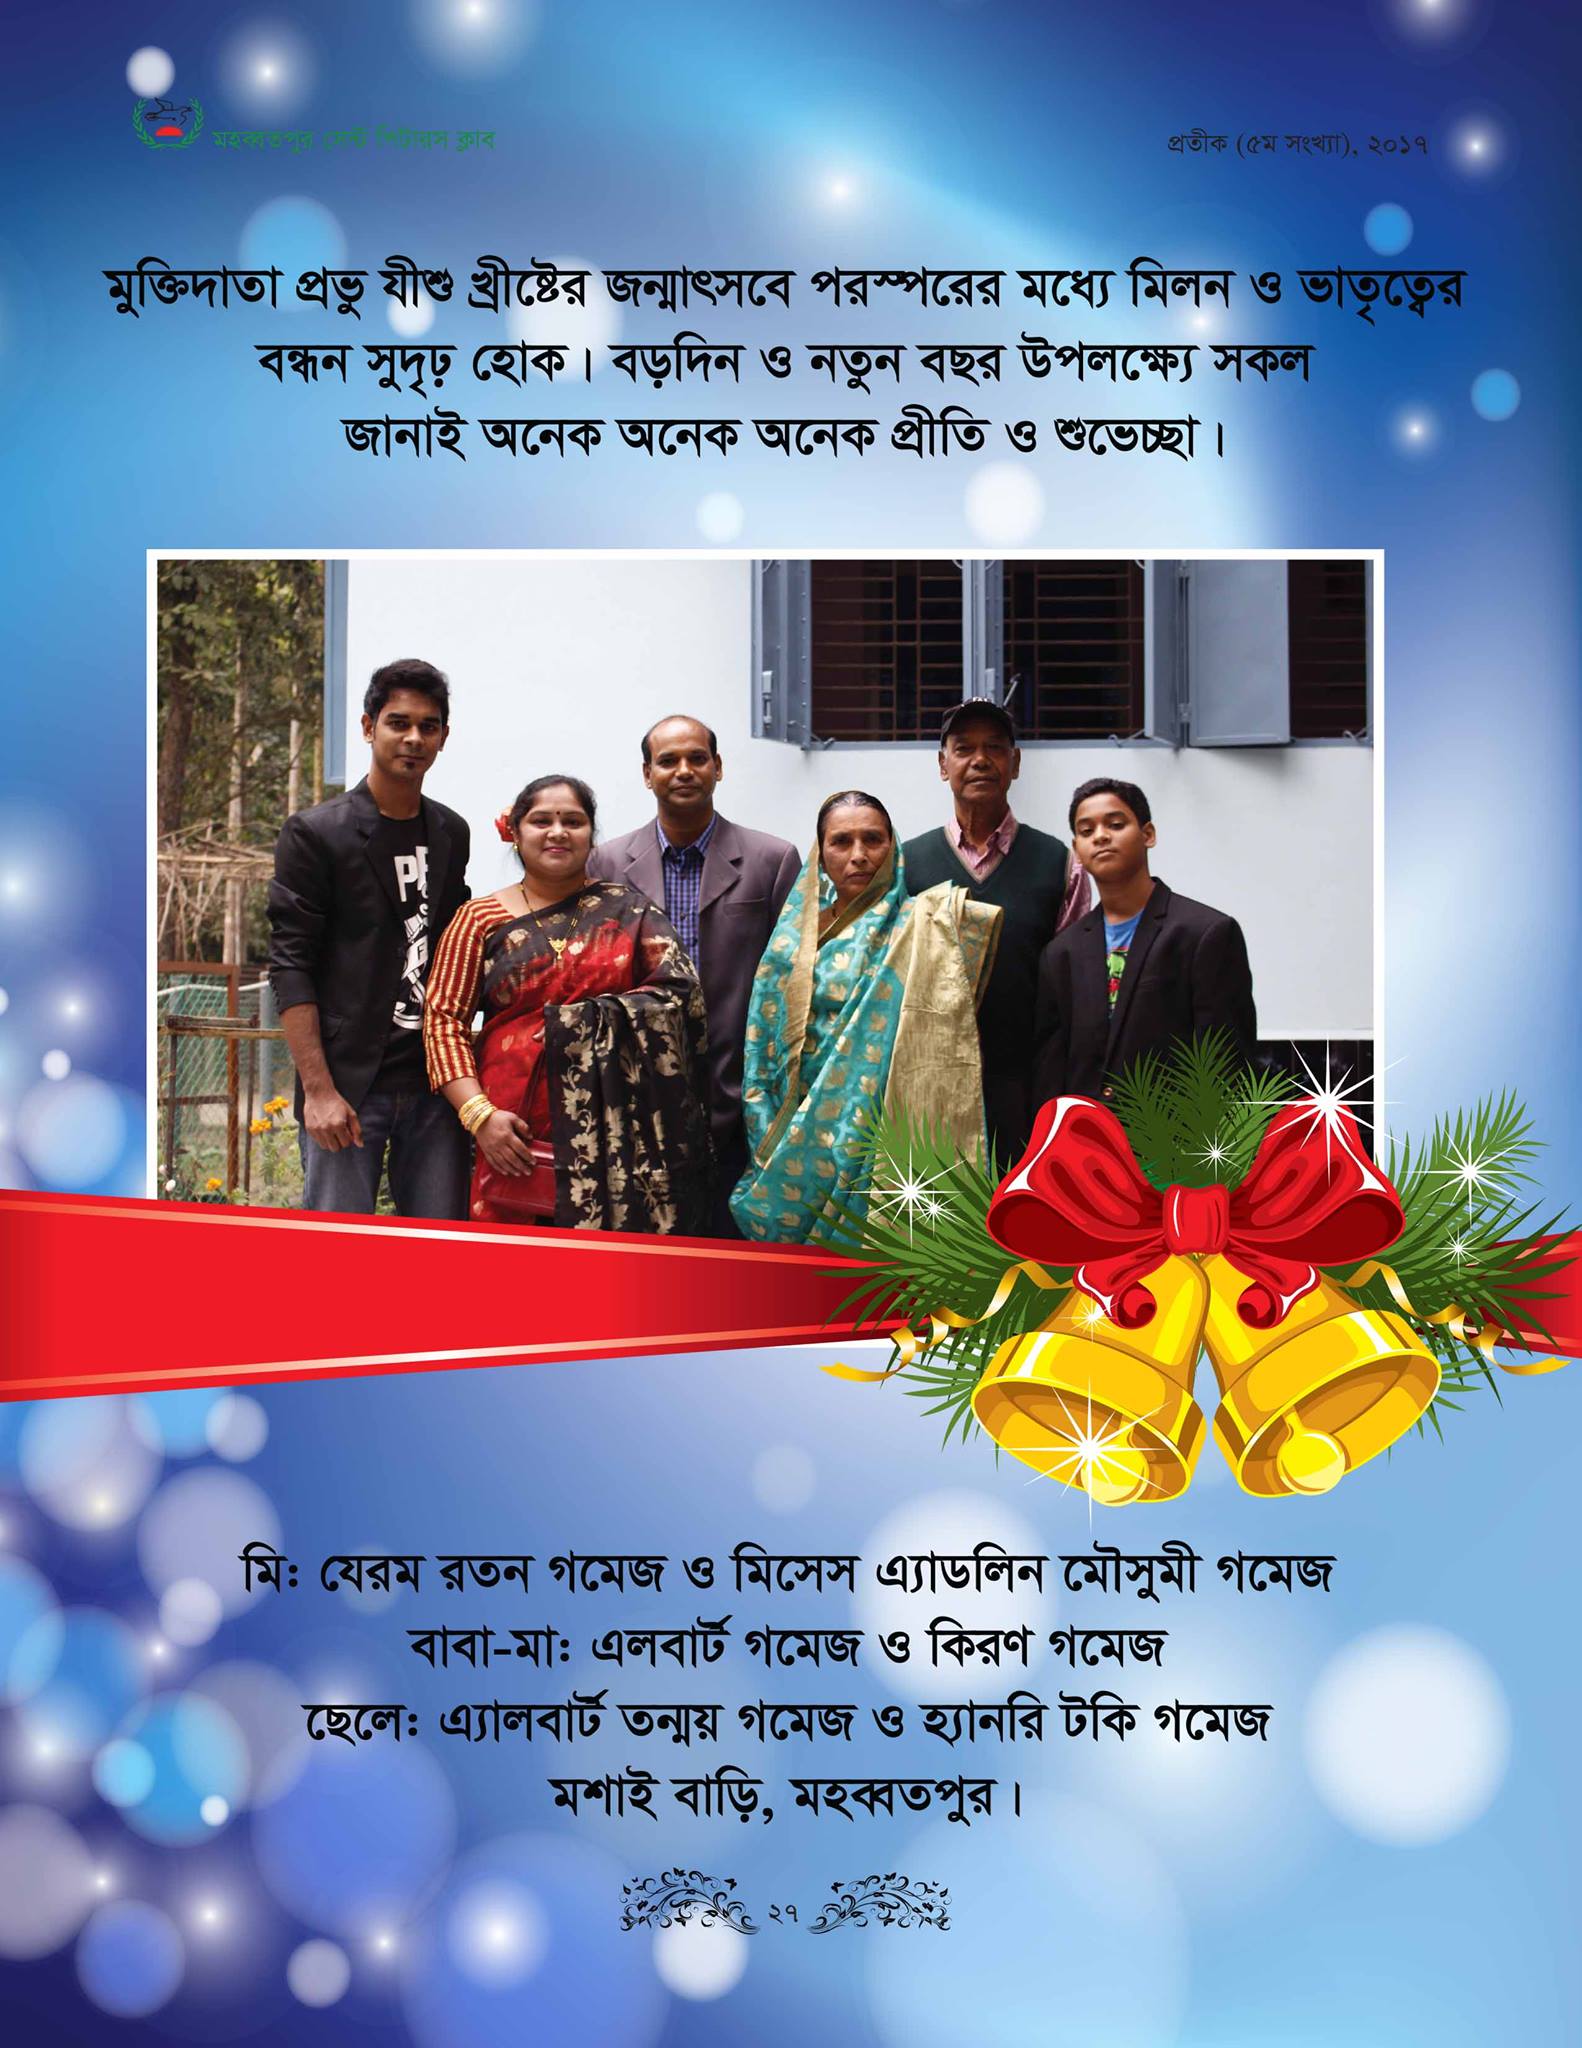 মহব্বতপুর সেন্ট পিটারস ক্লাব
প্রতীক (৫ম সংখ্যা), ২০১৭
মুক্তিদাতা প্রভু যীশু খ্রীষ্টের জন্মাৎসবে পরস্পরের মধ্যে মিলন ও ভাতৃত্বের
বন্ধন সুদৃঢ় হোক। বড়দিন ও নতুন বছর উপলক্ষ্যে সকল
জানাই অনেক অনেক অনেক প্রীতি ও শুভেচ্ছা।
মি: যেরম রতন গমেজ ও মিসেস এ্যাডলিন মৌসুমী গমেজ
বাবা-মা: এলবার্ট গমেজ ও কিরণ গমেজ
ছেলে: এ্যালবার্ট তন্ময় গমেজ ও হ্যানরি টকি গমেজ
মশাই বাড়ি, মহব্বতপুর।
২৭